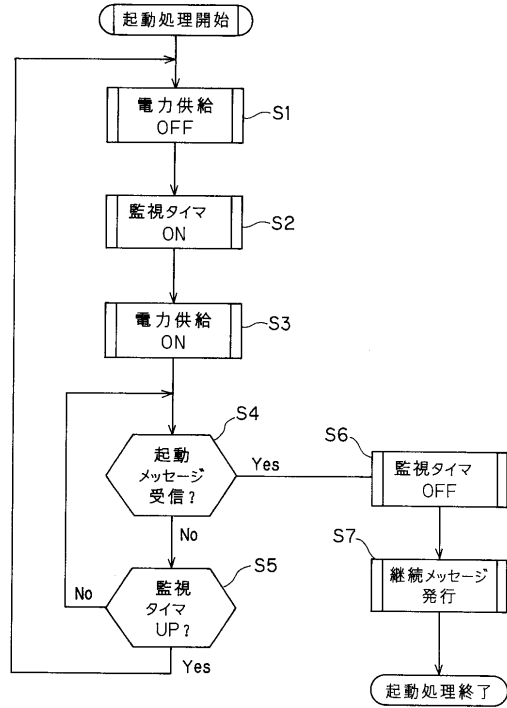 起動処理開始
電力供給
OFF
S1
監視タイマ
ON
S2
電力供給
ON
S3
S4
起動
メッセージ
受信?
Yes
No
S5
監視
タイマ
UP?
No
Yes
S6
監視タイマ
OFF
S7
継続メッセージ
発行
起動処理終了